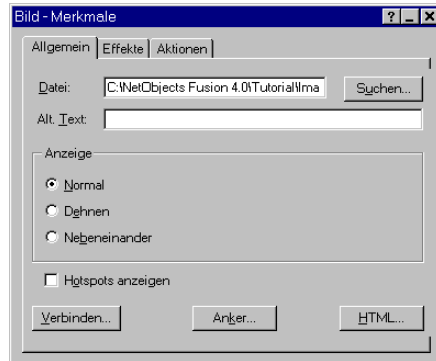 Bild - Merkmale
Allgemein Effekte Aktionen
Datei: C:\NetObjects Fusion 4.0\Tutorial\Ima Suchen...
Alt. Text:
Anzeige
Normal
Dehnen
Nebeneinander
Hotspots anzeigen
Verbinden... Anker... HTML...